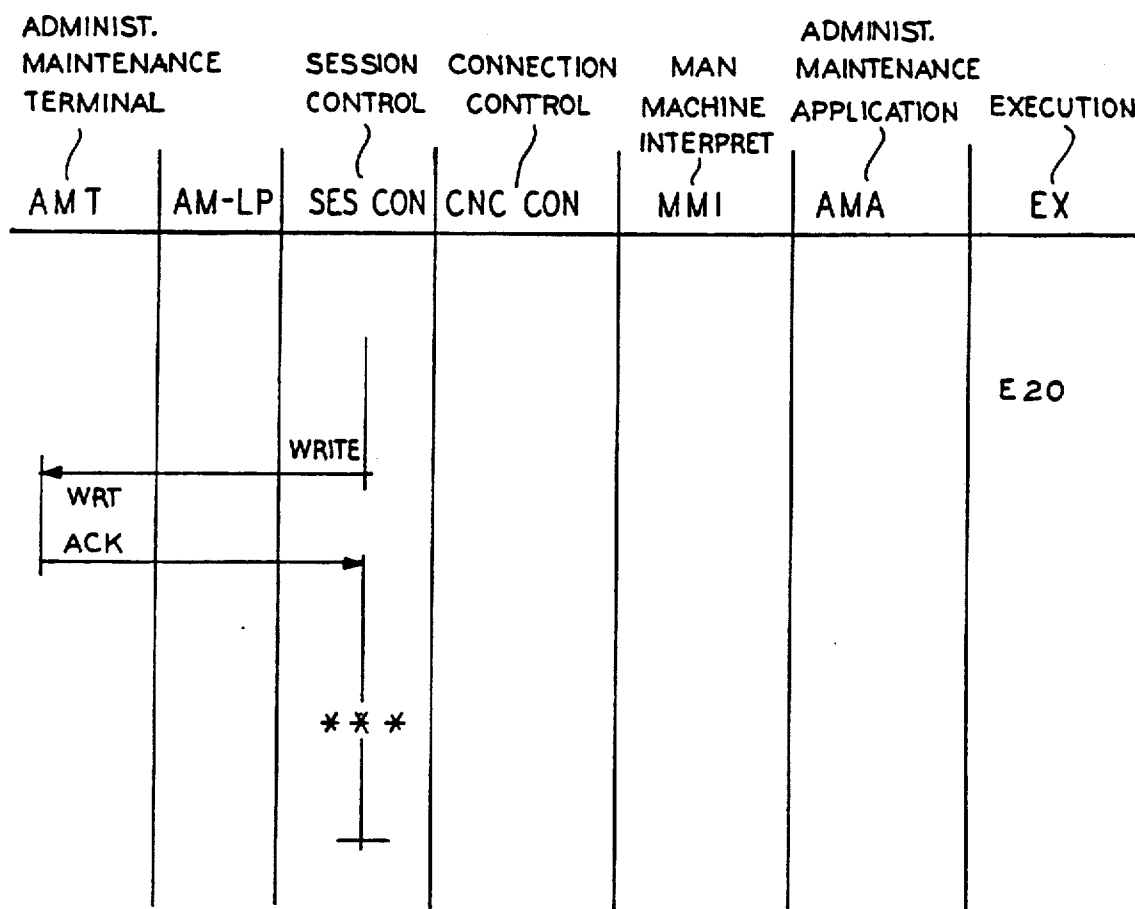 ADMINIST.
MAINTENANCE
TERMINAL
SESSION
CONTROL
CONNECTION
CONTROL
MAN
MACHINE
INTERPRET
ADMINIST.
MAINTENANCE
APPLICATION
EXECUTION
AMT
AM-LP
SES CON
CNC CON
MMI
AMA
EX
E20
WRITE
WRT
ACK
***